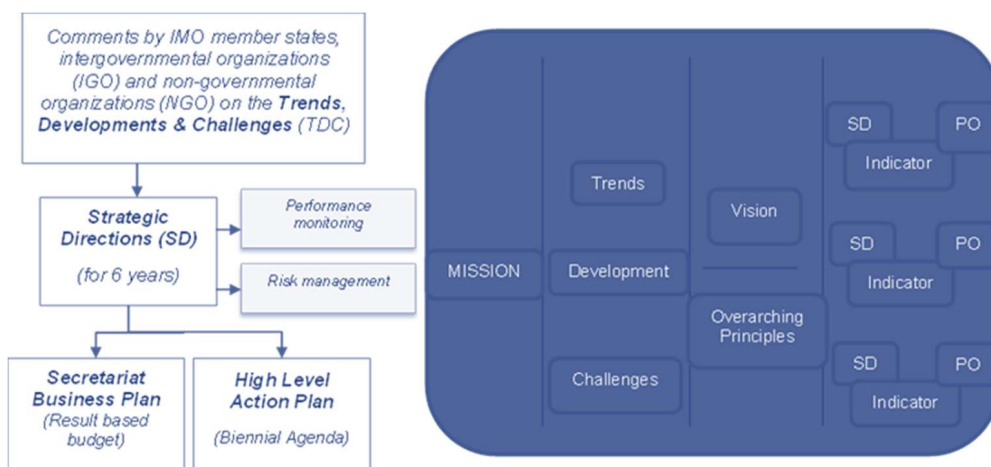 Comments by IMO member states,
intergovernmental organizations
(IGO) and non-governmental
organizations (NGO) on the Trends,
Developments & Challenges (TDC)
Strategic
Directions (SD)
(for 6 years)
Performance
monitoring
Risk management
Secretariat
Business Plan
(Result based
budget)
High Level
Action Plan
(Biennial Agenda)
MISSION
Trends
Development
Challenges
Vision
Overarching
Principles
SD
PO
Indicator
SD
PO
Indicator
SD
PO
Indicator